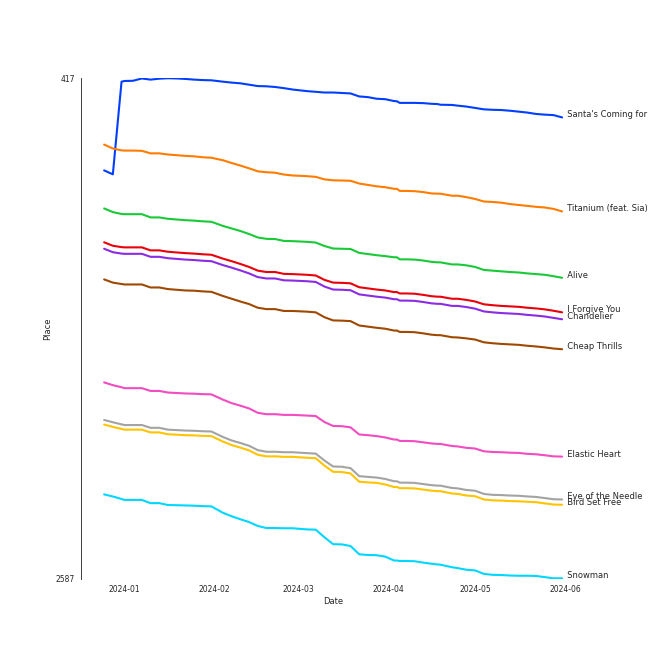 417
Santa's Coming for
Titanium (feat. Sia)
Alive
I Forgive You
Chandelier
Place
Cheap Thrills
Elastic Heart
Eye of the Needle
Bird Set Free
Snowman
2587
2024-01 2024-02 2024-03 2024-04 2024-05 2024-06
Date